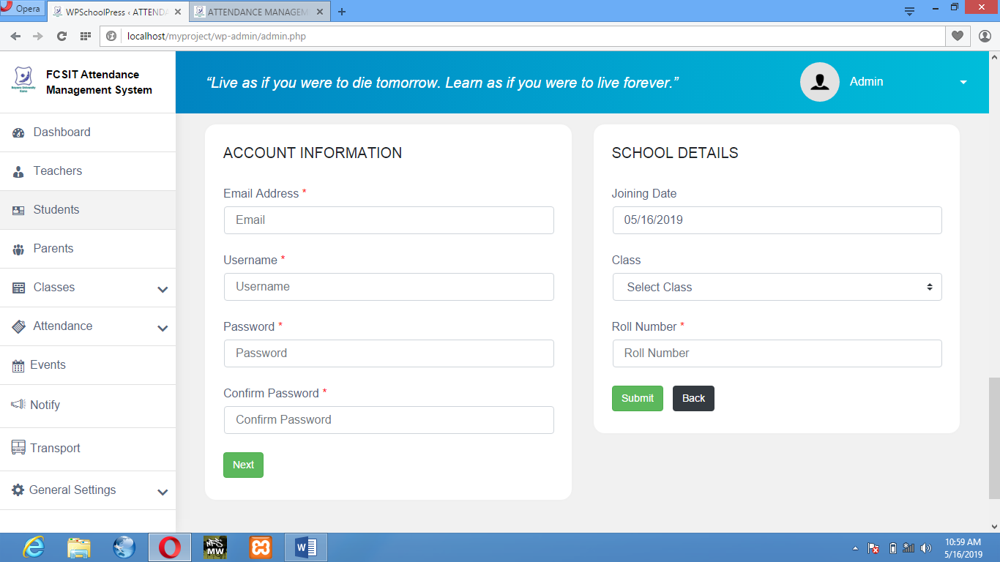 Opera
WPSchoolPress ‹ ATTENDA
ATTENDANCE MANAGEM
localhost/myproject/wp-admin/admin.php
Bayero University
Kano
FCSIT Attendance
Management System
“Live as if you were to die tomorrow. Learn as if you were to live forever.”
Admin
Dashboard
Teachers
Students
Parents
Classes
Attendance
Events
Notify
Transport
General Settings
ACCOUNT INFORMATION
Email Address *
Email
Username *
Username
Password *
Password
Confirm Password *
Confirm Password
Next
SCHOOL DETAILS
Joining Date
05/16/2019
Class
Select Class
Roll Number *
Roll Number
Submit
Back
NFS
MW
W
10:59 AM
5/16/2019